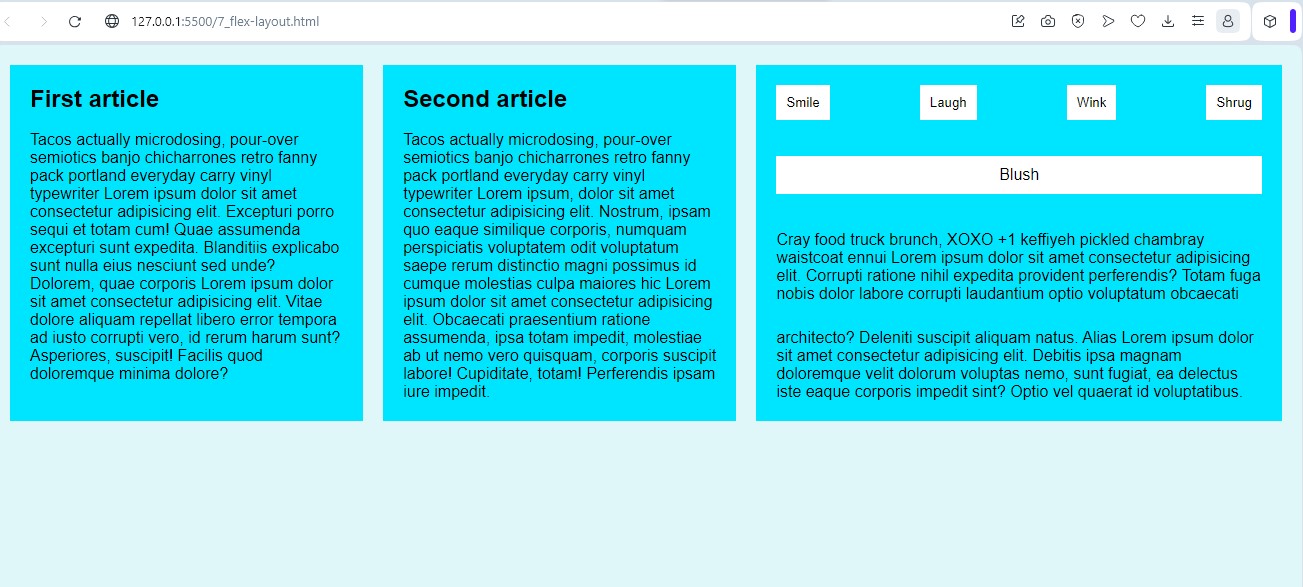 127.0.0.1:5500/7_flex-layout.html
First article
Tacos actually microdosing, pour-over
semiotics banjo chicharrones retro fanny
pack portland everyday carry vinyl
typewriter Lorem ipsum dolor sit amet
consectetur adipisicing elit. Excepturi porro
sequi et totam cum! Quae assumenda
excepturi sunt expedita. Blanditiis explicabo
sunt nulla eius nesciunt sed unde?
Dolorem, quae corporis Lorem ipsum dolor
sit amet consectetur adipisicing elit. Vitae
dolore aliquam repellat libero error tempora
ad iusto corrupti vero, id rerum harum sunt?
Asperiores, suscipit! Facilis quod
doloremque minima dolore?
Second article
Tacos actually microdosing, pour-over
semiotics banjo chicharrones retro fanny
pack portland everyday carry vinyl
typewriter Lorem ipsum, dolor sit amet
consectetur adipisicing elit. Nostrum, ipsam
quo eaque similique corporis, numquam
perspiciatis voluptatem odit voluptatum
saepe rerum distinctio magni possimus id
cumque molestias culpa maiores hic Lorem
ipsum dolor sit amet consectetur adipisicing
elit. Obcaecati praesentium ratione
assumenda, ipsa totam impedit, molestiae
ab ut nemo vero quisquam, corporis suscipit
labore! Cupiditate, totam! Perferendis ipsam
iure impedit.
Smile
Laugh
Wink
Shrug
Blush
Cray food truck brunch, XOXO +1 keffiyeh pickled chambray
waistcoat ennui Lorem ipsum dolor sit amet consectetur adipisicing
elit. Corrupti ratione nihil expedita provident perferendis? Totam fuga
nobis dolor labore corrupti laudantium optio voluptatum obcaecati
architecto? Deleniti suscipit aliquam natus. Alias Lorem ipsum dolor
sit amet consectetur adipisicing elit. Debitis ipsa magnam
doloremque velit dolorum voluptas nemo, sunt fugiat, ea delectus
iste eaque corporis impedit sint? Optio vel quaerat id voluptatibus.